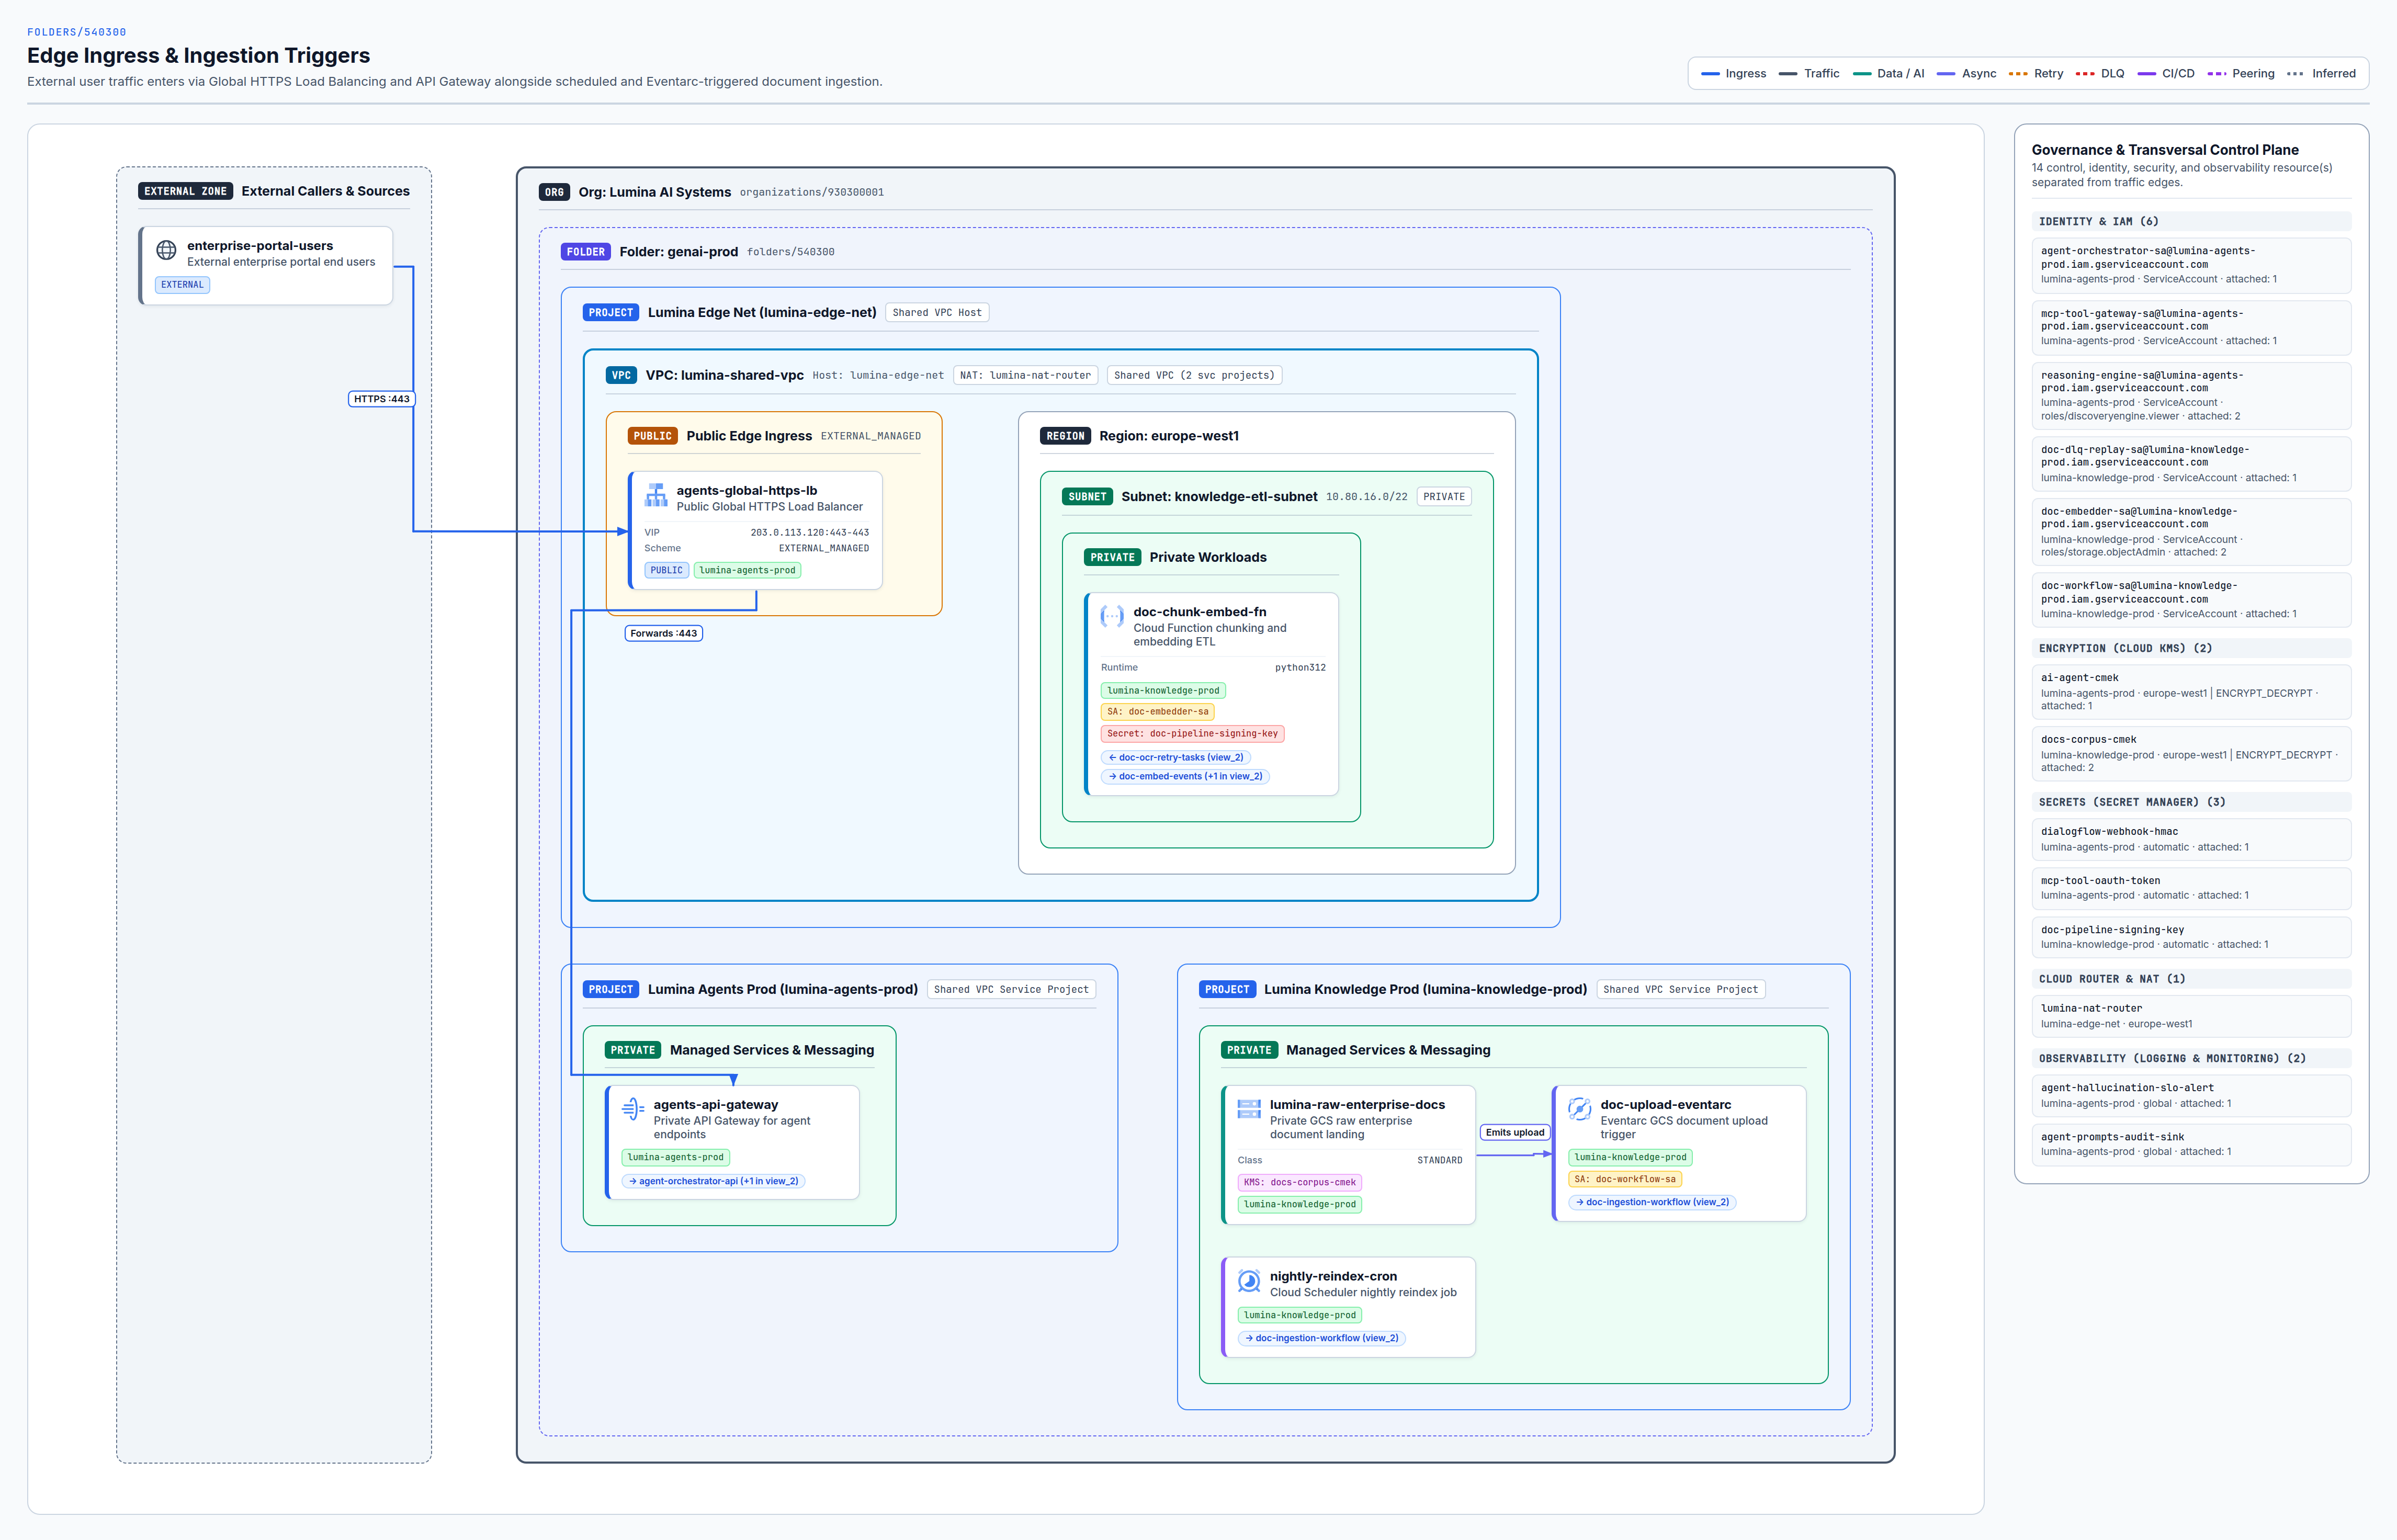 FOLDERS/540300
Edge Ingress & Ingestion Triggers
External user traffic enters via Global HTTPS Load Balancing and API Gateway alongside scheduled and Eventarc-triggered document ingestion.
Ingress
Traffic
Data / AI
Async
Retry
DLQ
CI/CD
Peering
Inferred
EXTERNAL ZONE External Callers & Sources
enterprise-portal-users
External enterprise portal end users
EXTERNAL
HTTPS :443
ORG Org: Lumina AI Systems organizations/930300001
FOLDER Folder: genai-prod folders/540300
PROJECT Lumina Edge Net (lumina-edge-net) Shared VPC Host
VPC VPC: lumina-shared-vpc Host: lumina-edge-net NAT: lumina-nat-router Shared VPC (2 svc projects)
PUBLIC Public Edge Ingress EXTERNAL_MANAGED
agents-global-https-lb
Public Global HTTPS Load Balancer
VIP 203.0.113.120:443-443
Scheme EXTERNAL_MANAGED
PUBLIC lumina-agents-prod
Forwards :443
REGION Region: europe-west1
SUBNET Subnet: knowledge-etl-subnet 10.80.16.0/22 PRIVATE
PRIVATE Private Workloads
doc-chunk-embed-fn
Cloud Function chunking and
embedding ETL
Runtime python312
lumina-knowledge-prod
SA: doc-embedder-sa
Secret: doc-pipeline-signing-key
← doc-ocr-retry-tasks (view_2)
→ doc-embed-events (+1 in view_2)
PROJECT Lumina Agents Prod (lumina-agents-prod) Shared VPC Service Project
PRIVATE Managed Services & Messaging
agents-api-gateway
Private API Gateway for agent
endpoints
lumina-agents-prod
→ agent-orchestrator-api (+1 in view_2)
PROJECT Lumina Knowledge Prod (lumina-knowledge-prod) Shared VPC Service Project
PRIVATE Managed Services & Messaging
lumina-raw-enterprise-docs
Private GCS raw enterprise
document landing
Class STANDARD
KMS: docs-corpus-cmek
lumina-knowledge-prod
Emits upload
doc-upload-eventarc
Eventarc GCS document upload
trigger
lumina-knowledge-prod
SA: doc-workflow-sa
→ doc-ingestion-workflow (view_2)
nightly-reindex-cron
Cloud Scheduler nightly reindex job
lumina-knowledge-prod
→ doc-ingestion-workflow (view_2)
Governance & Transversal Control Plane
14 control, identity, security, and observability resource(s)
separated from traffic edges.
IDENTITY & IAM (6)
agent-orchestrator-sa@lumina-agents-
prod.iam.gserviceaccount.com
lumina-agents-prod · ServiceAccount · attached: 1
mcp-tool-gateway-sa@lumina-agents-
prod.iam.gserviceaccount.com
lumina-agents-prod · ServiceAccount · attached: 1
reasoning-engine-sa@lumina-agents-
prod.iam.gserviceaccount.com
lumina-agents-prod · ServiceAccount ·
roles/discoveryengine.viewer · attached: 2
doc-dlq-replay-sa@lumina-knowledge-
prod.iam.gserviceaccount.com
lumina-knowledge-prod · ServiceAccount · attached: 1
doc-embedder-sa@lumina-knowledge-
prod.iam.gserviceaccount.com
lumina-knowledge-prod · ServiceAccount ·
roles/storage.objectAdmin · attached: 2
doc-workflow-sa@lumina-knowledge-
prod.iam.gserviceaccount.com
lumina-knowledge-prod · ServiceAccount · attached: 1
ENCRYPTION (CLOUD KMS) (2)
ai-agent-cmek
lumina-agents-prod · europe-west1 | ENCRYPT_DECRYPT ·
attached: 1
docs-corpus-cmek
lumina-knowledge-prod · europe-west1 | ENCRYPT_DECRYPT ·
attached: 2
SECRETS (SECRET MANAGER) (3)
dialogflow-webhook-hmac
lumina-agents-prod · automatic · attached: 1
mcp-tool-oauth-token
lumina-agents-prod · automatic · attached: 1
doc-pipeline-signing-key
lumina-knowledge-prod · automatic · attached: 1
CLOUD ROUTER & NAT (1)
lumina-nat-router
lumina-edge-net · europe-west1
OBSERVABILITY (LOGGING & MONITORING) (2)
agent-hallucination-slo-alert
lumina-agents-prod · global · attached: 1
agent-prompts-audit-sink
lumina-agents-prod · global · attached: 1